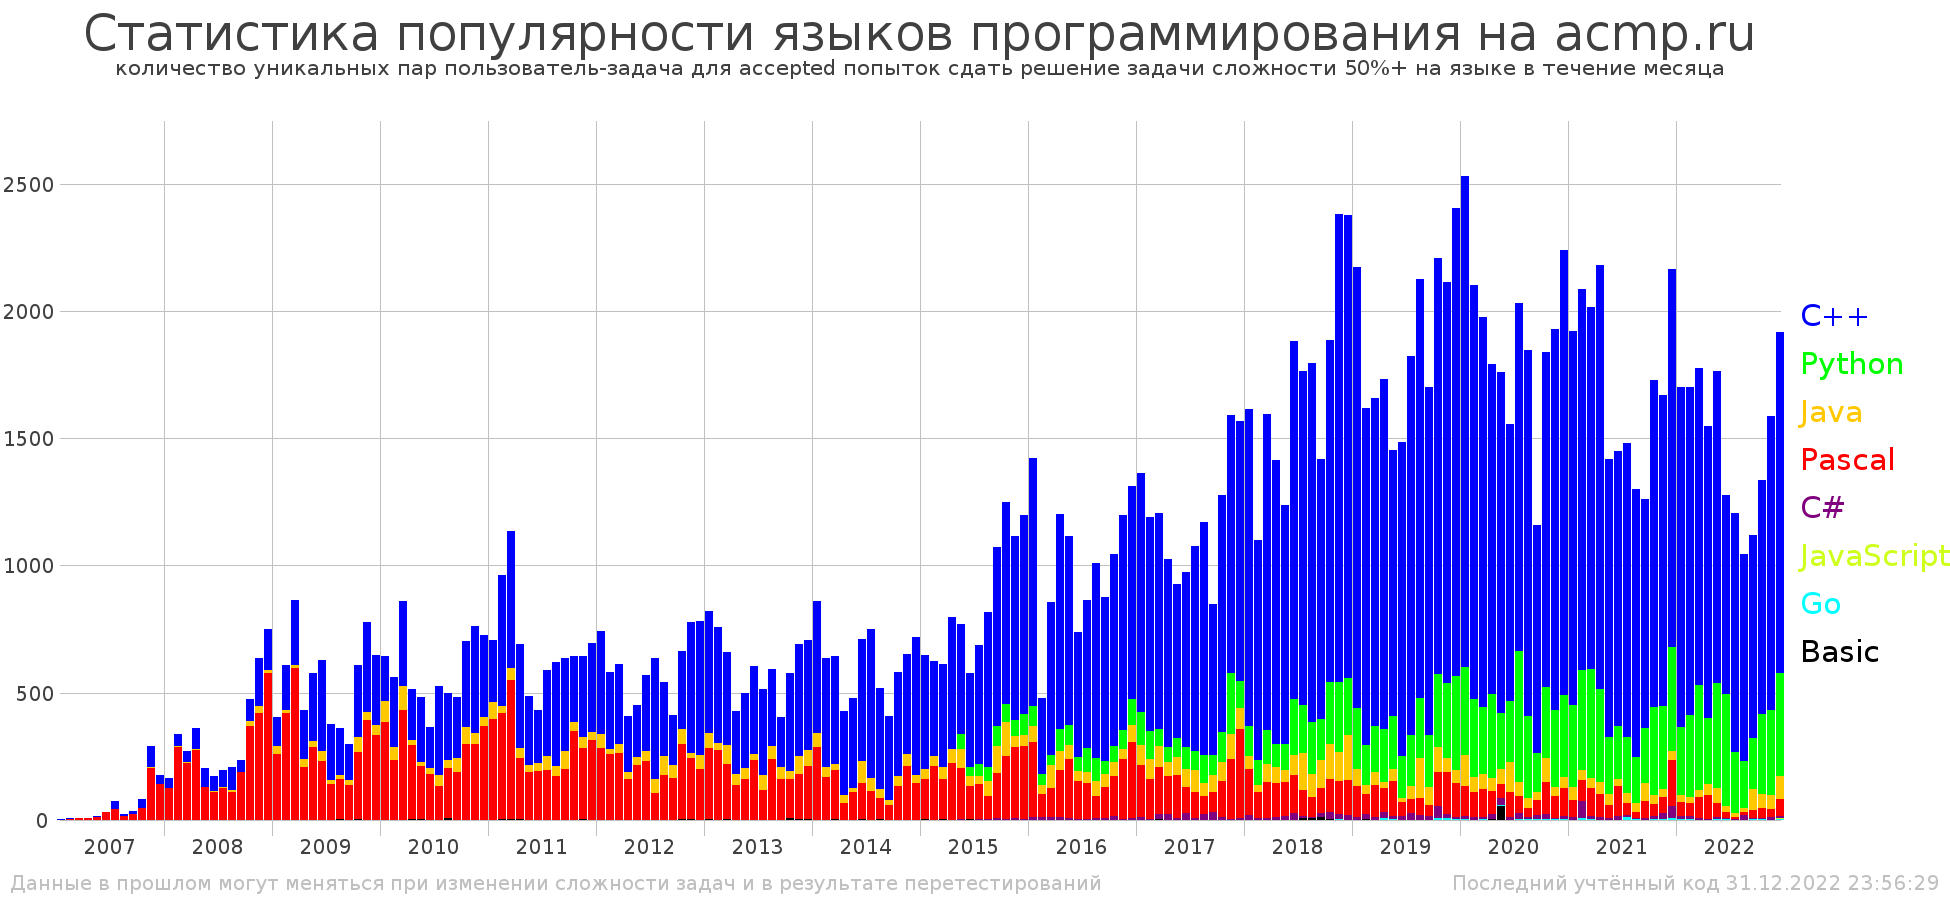 Статистика популярности языков программирования на acmp.ru
количество уникальных пар пользователь-задача для accepted попыток сдать решение задачи сложности 50%+ на языке в течение месяца
2500
2000
1500
1000
500
0
C++
Python
Java
Pascal
C#
JavaScript
Go
Basic
2007 2008 2009 2010 2011 2012 2013 2014 2015 2016 2017 2018 2019 2020 2021 2022
Данные в прошлом могут меняться при изменении сложности задач и в результате перетестирований
Последний учтённый код 31.12.2022 23:56:29